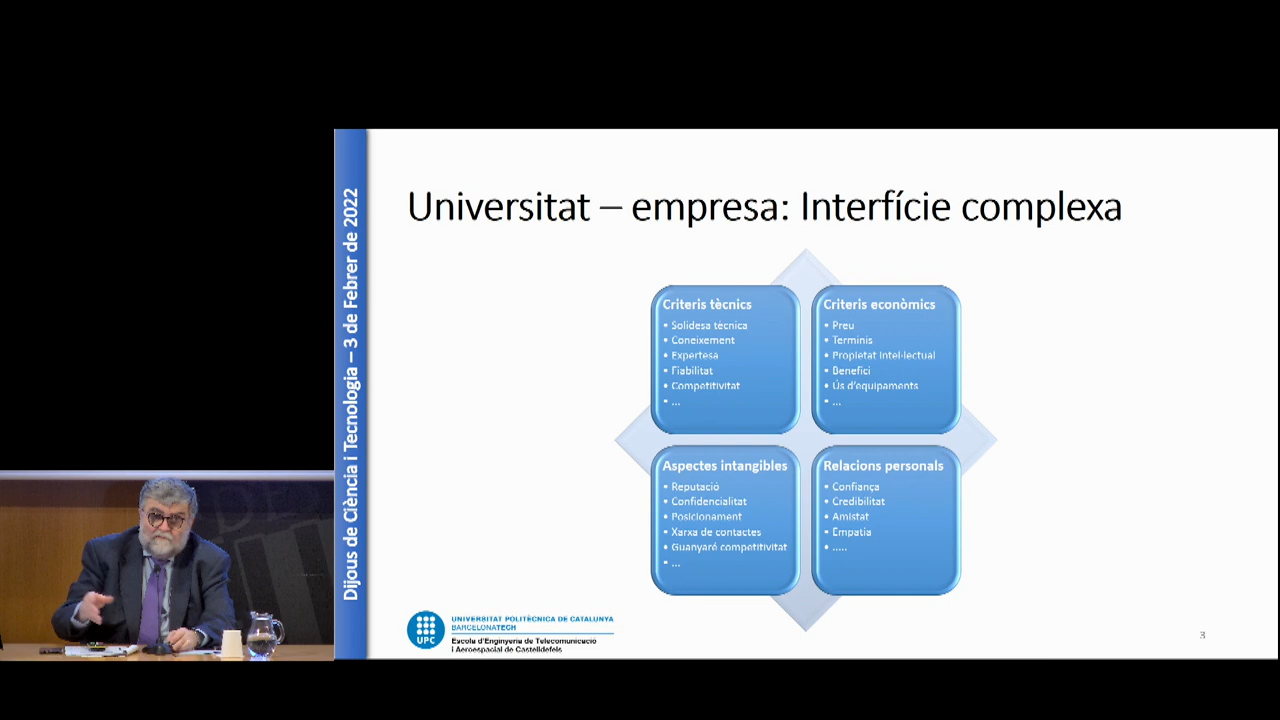 Dijous de Ciència i Tecnologia – 3 de Febrer de 2022
Universitat – empresa: Interfície complexa
Criteris tècnics
• Solidesa tècnica
• Coneixement
• Expertesa
• Fiabilitat
• Competitivitat
• ...
Criteris econòmics
• Preu
• Terminis
• Propietat intel·lectual
• Benefici
• Ús d'equipaments
• ...
Aspectes intangibles
• Reputació
• Confidencialitat
• Posicionament
• Xarxa de contactes
• Guanyaré competitivitat
• ...
Relacions personals
• Confiança
• Credibilitat
• Amistat
• Empatia
• .....
UPC
UNIVERSITAT POLITÈCNICA DE CATALUNYA
BARCELONATECH
Escola d'Enginyeria de Telecomunicació
i Aeroespacial de Castelldefels
3